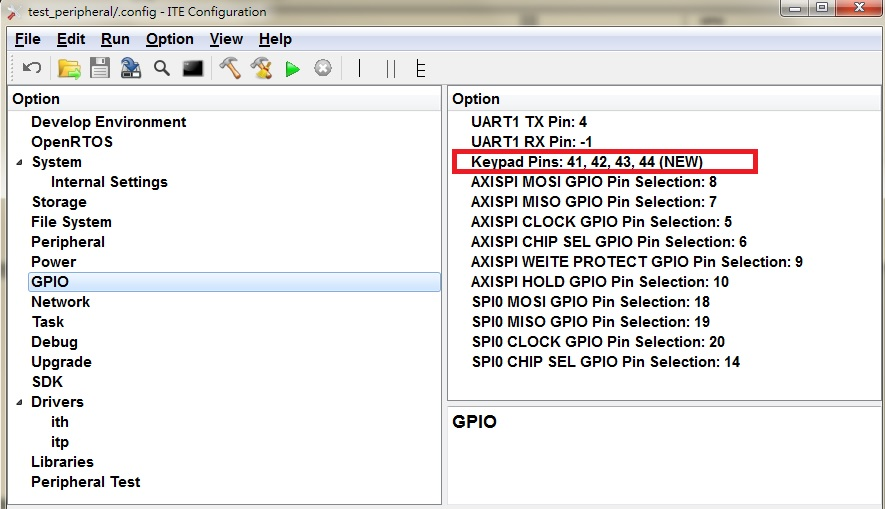 test_peripheral/.config - ITE Configuration
File Edit Run Option View Help
Option
Develop Environment
OpenRTOS
System
Internal Settings
Storage
File System
Peripheral
Power
GPIO
Network
Task
Debug
Upgrade
SDK
Drivers
ith
itp
Libraries
Peripheral Test
Option
UART1 TX Pin: 4
UART1 RX Pin: -1
Keypad Pins: 41, 42, 43, 44 (NEW)
AXISPI MOSI GPIO Pin Selection: 8
AXISPI MISO GPIO Pin Selection: 7
AXISPI CLOCK GPIO Pin Selection: 5
AXISPI CHIP SEL GPIO Pin Selection: 6
AXISPI WEITE PROTECT GPIO Pin Selection: 9
AXISPI HOLD GPIO Pin Selection: 10
SPI0 MOSI GPIO Pin Selection: 18
SPI0 MISO GPIO Pin Selection: 19
SPI0 CLOCK GPIO Pin Selection: 20
SPI0 CHIP SEL GPIO Pin Selection: 14
GPIO